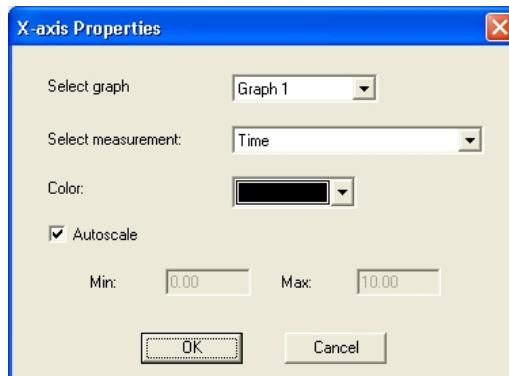 X-axis Properties
Select graph Graph 1
Select measurement: Time
Color:
Autoscale
Min: 0.00 Max: 10.00
OK Cancel